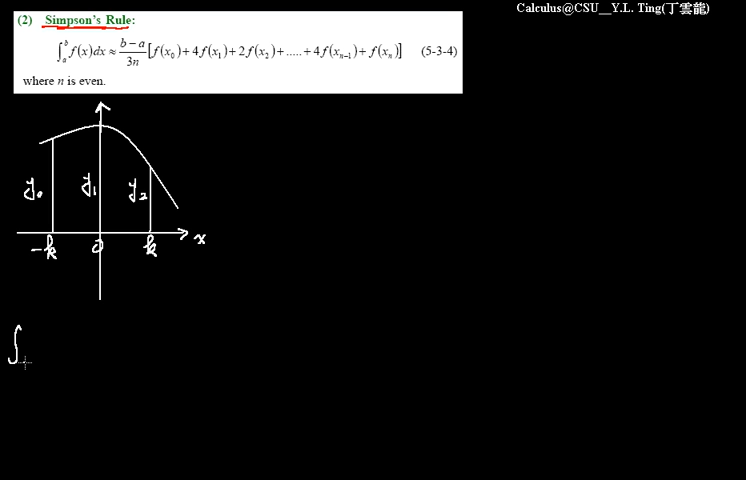 Calculus@CSU__Y.L. Ting(丁雲龍)
(2) Simpson's Rule:
∫_a^b f(x)dx ≈ (b−a)/3n [f(x₀)+4f(x₁)+2f(x₂)+.....+4f(xₙ₋₁)+f(xₙ)] (5-3-4)
where n is even.
y₀ y₁ y₂
-k 0 k x
∫